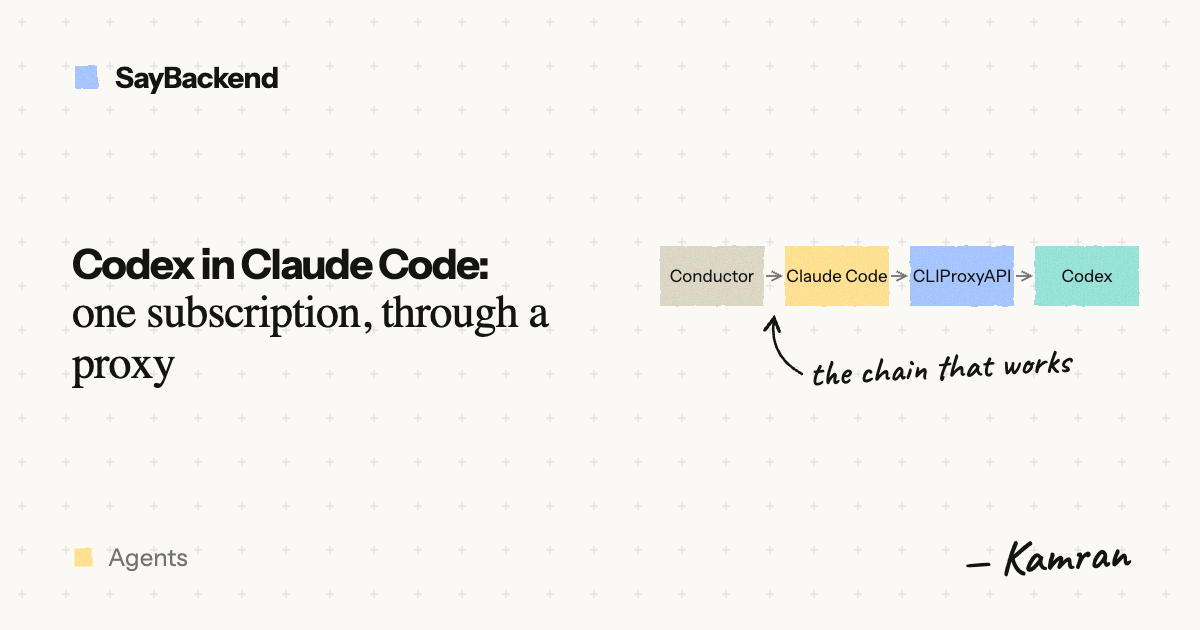 SayBackend
Codex in Claude Code:
one subscription, through a
proxy
Conductor
Claude Code
CLIProxyAPI
Codex
the chain that works
Agents
– Kamran